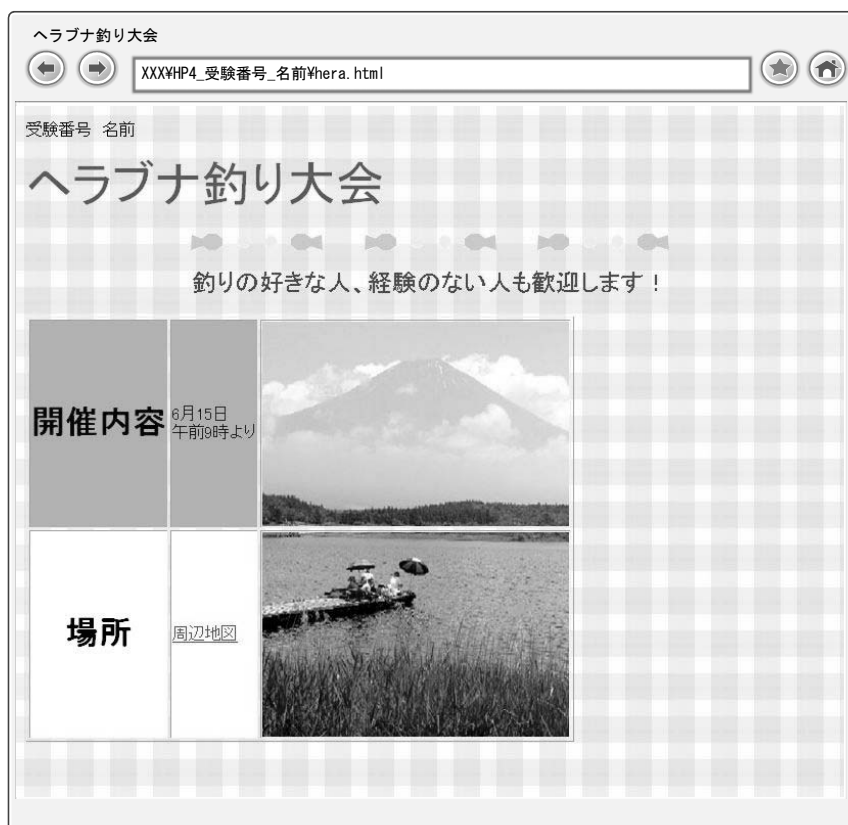 ヘラブナ釣り大会
XXX¥HP4_受験番号_名前¥hera.html
受験番号 名前
ヘラブナ釣り大会
釣りの好きな人、経験のない人も歓迎します！
開催内容
6月15日
午前9時より
場所
周辺地図